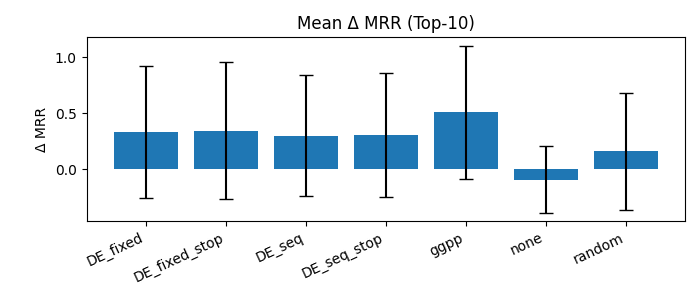 Mean Δ MRR (Top-10)
Δ MRR
1.0
0.5
0.0
DE_fixed
DE_fixed_stop
DE_seq
DE_seq_stop
ggpp
none
random